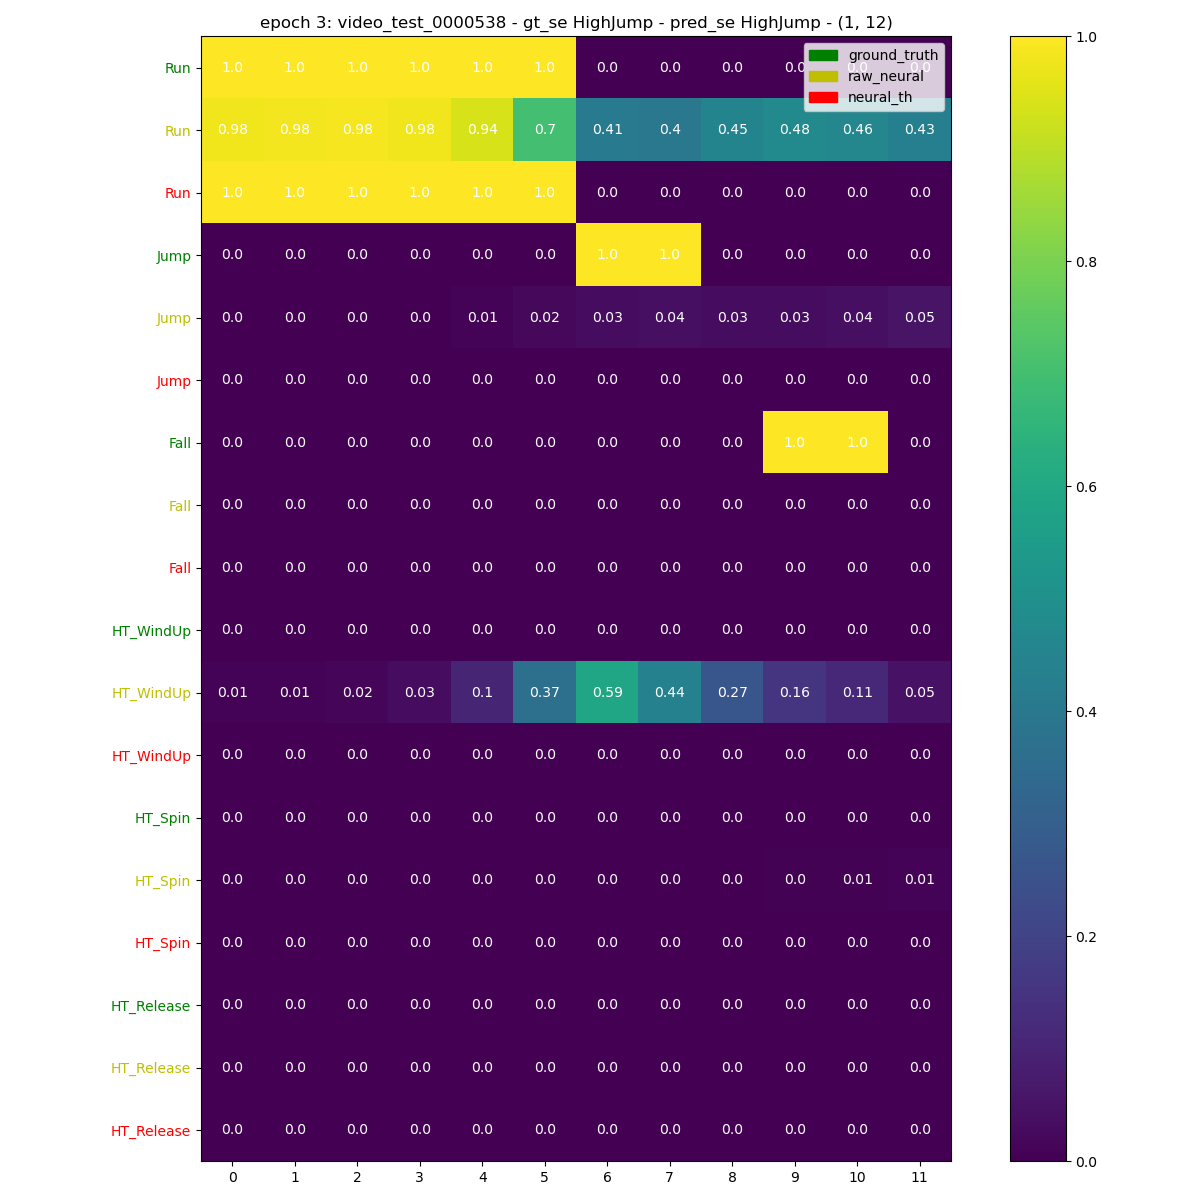 epoch 3: video_test_0000538 - gt_se HighJump - pred_se HighJump - (1, 12)
ground_truth
raw_neural
neural_th
Run 1.0 1.0 1.0 1.0 1.0 1.0 0.0 0.0 0.0 0.0 0.0 0.0
Run 0.98 0.98 0.98 0.98 0.94 0.7 0.41 0.4 0.45 0.48 0.46 0.43
Run 1.0 1.0 1.0 1.0 1.0 1.0 0.0 0.0 0.0 0.0 0.0 0.0
Jump 0.0 0.0 0.0 0.0 0.0 0.0 1.0 1.0 0.0 0.0 0.0 0.0
Jump 0.0 0.0 0.0 0.0 0.01 0.02 0.03 0.04 0.03 0.03 0.04 0.05
Jump 0.0 0.0 0.0 0.0 0.0 0.0 0.0 0.0 0.0 0.0 0.0 0.0
Fall 0.0 0.0 0.0 0.0 0.0 0.0 0.0 0.0 0.0 1.0 1.0 0.0
Fall 0.0 0.0 0.0 0.0 0.0 0.0 0.0 0.0 0.0 0.0 0.0 0.0
Fall 0.0 0.0 0.0 0.0 0.0 0.0 0.0 0.0 0.0 0.0 0.0 0.0
HT_WindUp 0.0 0.0 0.0 0.0 0.0 0.0 0.0 0.0 0.0 0.0 0.0 0.0
HT_WindUp 0.01 0.01 0.02 0.03 0.1 0.37 0.59 0.44 0.27 0.16 0.11 0.05
HT_WindUp 0.0 0.0 0.0 0.0 0.0 0.0 0.0 0.0 0.0 0.0 0.0 0.0
HT_Spin 0.0 0.0 0.0 0.0 0.0 0.0 0.0 0.0 0.0 0.0 0.0 0.0
HT_Spin 0.0 0.0 0.0 0.0 0.0 0.0 0.0 0.0 0.0 0.0 0.01 0.01
HT_Spin 0.0 0.0 0.0 0.0 0.0 0.0 0.0 0.0 0.0 0.0 0.0 0.0
HT_Release 0.0 0.0 0.0 0.0 0.0 0.0 0.0 0.0 0.0 0.0 0.0 0.0
HT_Release 0.0 0.0 0.0 0.0 0.0 0.0 0.0 0.0 0.0 0.0 0.0 0.0
HT_Release 0.0 0.0 0.0 0.0 0.0 0.0 0.0 0.0 0.0 0.0 0.0 0.0
0 1 2 3 4 5 6 7 8 9 10 11
1.0
0.8
0.6
0.4
0.2
0.0